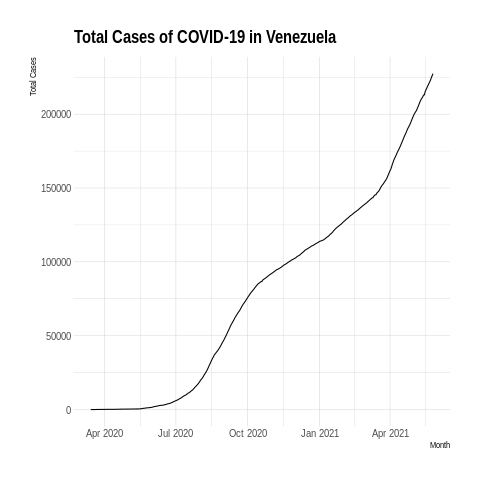 Total Cases of COVID-19 in Venezuela
Total Cases
200000
150000
100000
50000
0
Apr 2020 Jul 2020 Oct 2020 Jan 2021 Apr 2021
Month